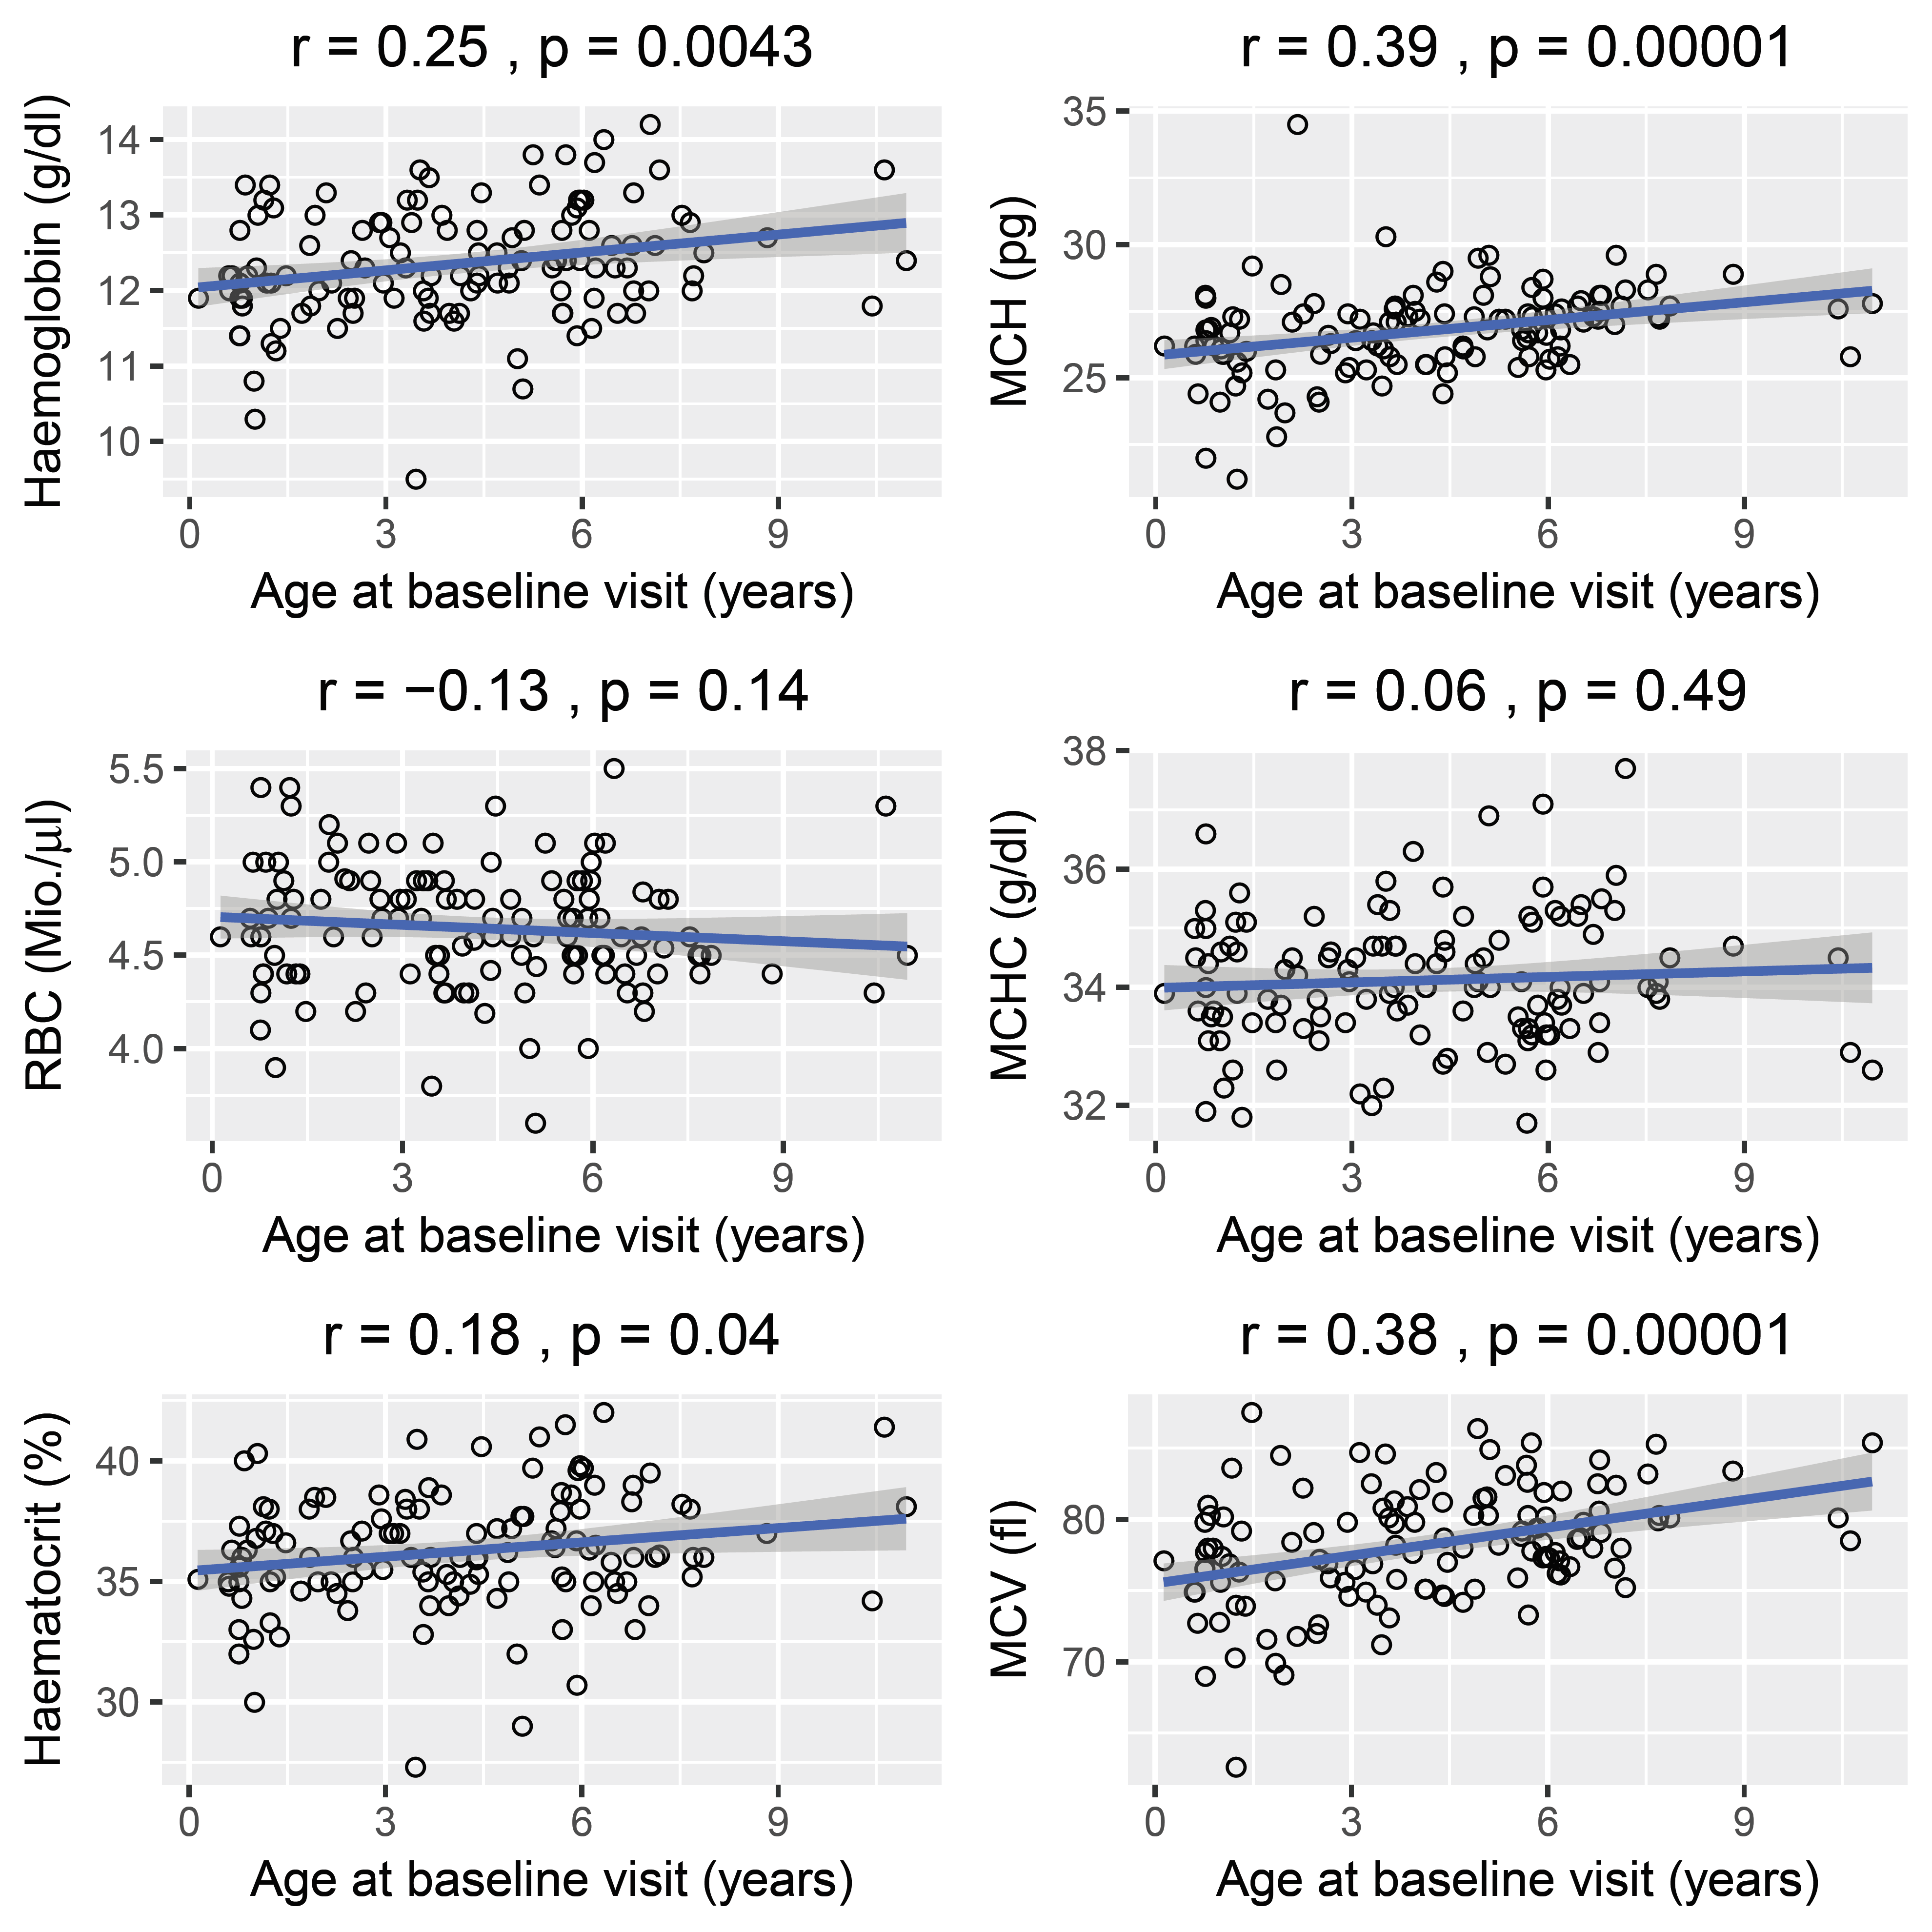 r = 0.25 , p = 0.0043
Haemoglobin (g/dl)
14
13
12
11
10
0 3 6 9
Age at baseline visit (years)
r = 0.39 , p = 0.00001
MCH (pg)
35
30
25
0 3 6 9
Age at baseline visit (years)
r = −0.13 , p = 0.14
RBC (Mio./μl)
5.5
5.0
4.5
4.0
0 3 6 9
Age at baseline visit (years)
r = 0.06 , p = 0.49
MCHC (g/dl)
38
36
34
32
0 3 6 9
Age at baseline visit (years)
r = 0.18 , p = 0.04
Haematocrit (%)
40
35
30
0 3 6 9
Age at baseline visit (years)
r = 0.38 , p = 0.00001
MCV (fl)
80
70
0 3 6 9
Age at baseline visit (years)